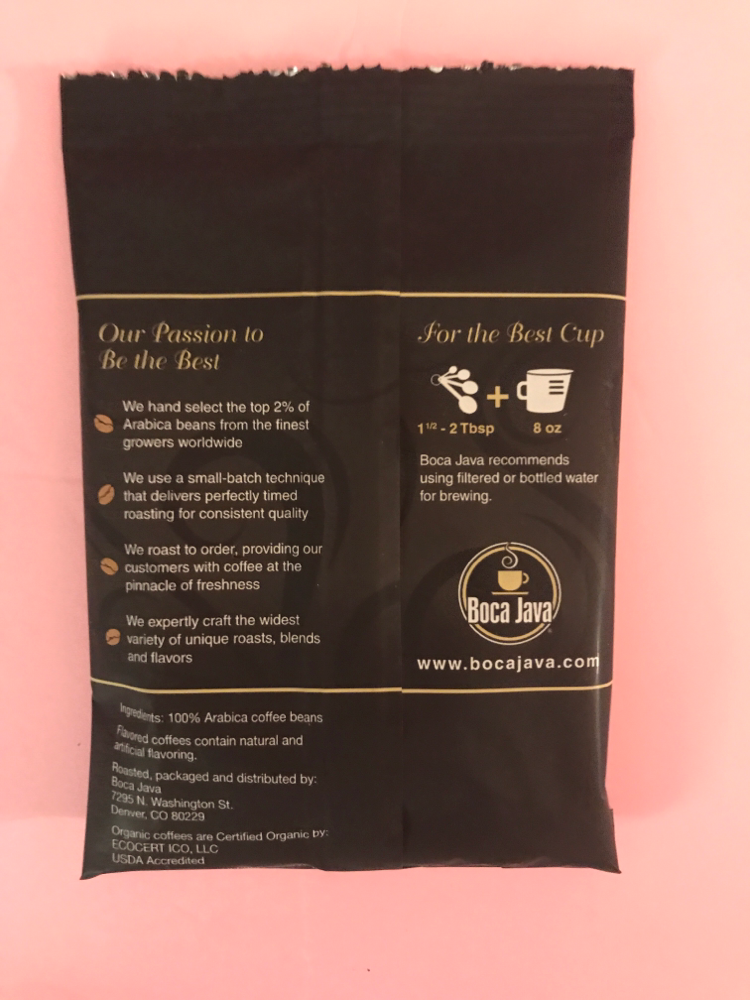 Our Passion to
Be the Best
We hand select the top 2% of
Arabica beans from the finest
growers worldwide
We use a small-batch technique
that delivers perfectly timed
roasting for consistent quality
We roast to order, providing our
customers with coffee at the
pinnacle of freshness
We expertly craft the widest
variety of unique roasts, blends
and flavors
For the Best Cup
+
1 1/2 - 2 Tbsp 8 oz
Boca Java recommends
using filtered or bottled water
for brewing.
Boca Java
www.bocajava.com
Ingredients: 100% Arabica coffee beans
Flavored coffees contain natural and
artificial flavoring.
Roasted, packaged and distributed by:
Boca Java
7295 N. Washington St.
Denver, CO 80229
Organic coffees are Certified Organic by:
ECOCERT ICO, LLC
USDA Accredited